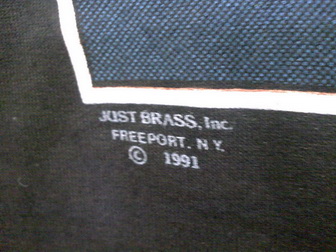 JUST BRASS, Inc.
FREEPORT. N Y.
© 1991